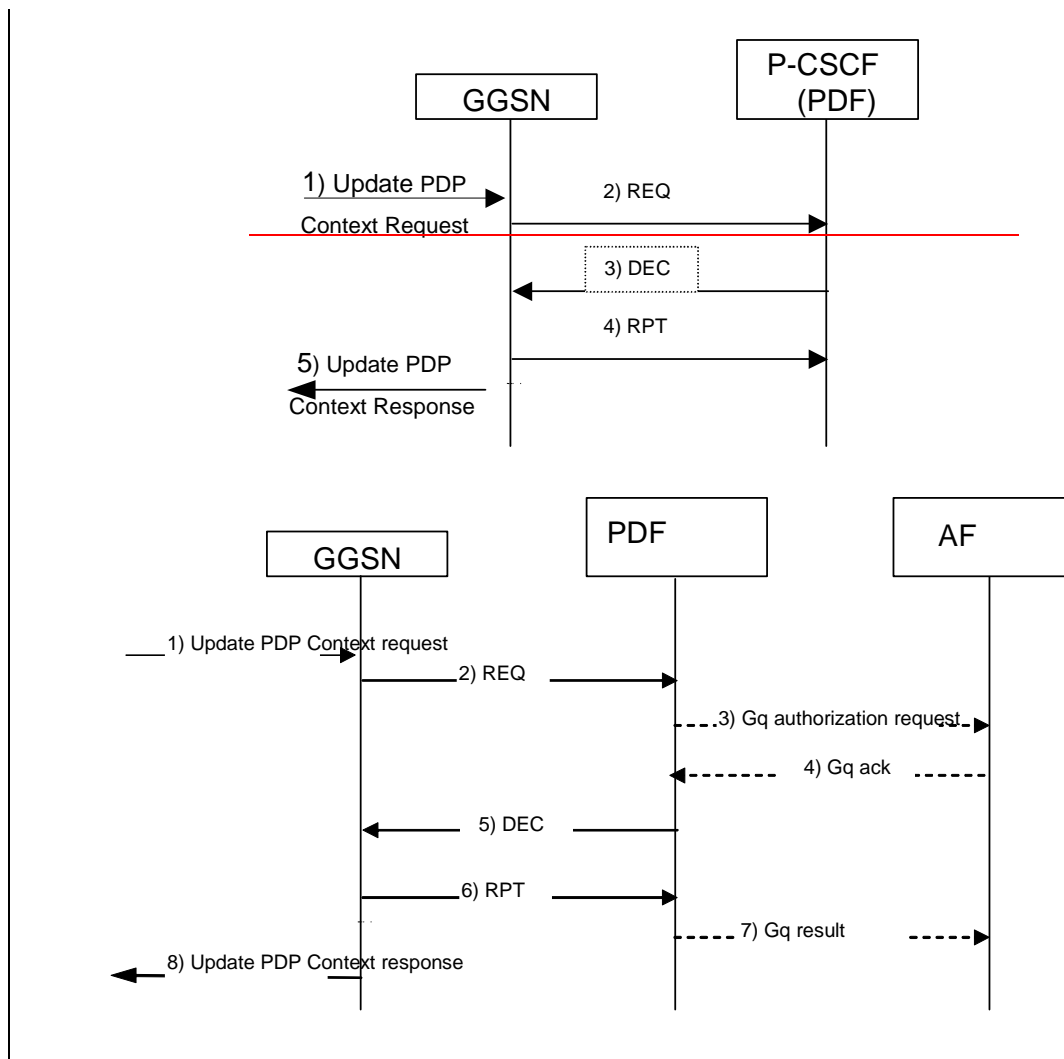 P-CSCF
(PDF)
GGSN
1) Update PDP
2) REQ
Context Request
3) DEC
4) RPT
5) Update PDP
Context Response
PDF
AF
GGSN
1) Update PDP Context request
2) REQ
3) Gq authorization request
4) Gq ack
5) DEC
6) RPT
7) Gq result
8) Update PDP Context response